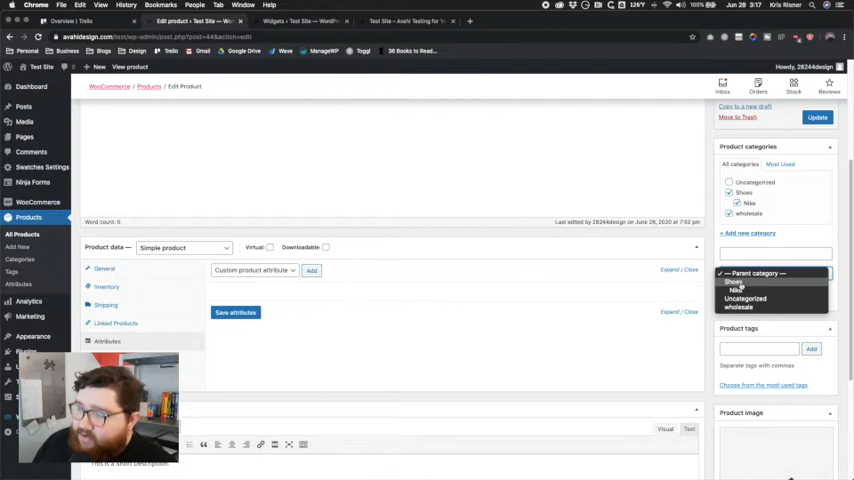 Chrome File Edit View History Bookmarks People Tab Window Help
126°F 100% Jun 28 3:17 Kris Risner
Overview | Trello
Edit product ‹ Test Site — Wor
Widgets ‹ Test Site — WordPr
Test Site – AveN Testing for Y
avahidesign.com/test/wp-admin/post.php?post=44&action=edit
Personal Business Design Trello Gmail Google Drive Wave ManageWP Toggl 36 Books to Read...
Test Site 0 + New View product
Howdy, 28244design
Dashboard
Posts
Media
Pages
Comments
Swatches Settings
Ninja Forms
WooCommerce
Products
All Products
Add New
Categories
Tags
Attributes
Analytics
Marketing
Appearance
WooCommerce › Products › Edit Product
Inbox Orders Stock Reviews
Word count: 5
Last edited by 28244design on June 28, 2020 at 7:52 pm
Product data — Simple product Virtual: Downloadable:
General
Inventory
Shipping
Linked Products
Attributes
Custom product attribute Add
Expand / Close
Save attributes
Expand / Close
Visual Text
This is a Short Description.
Copy to a new draft
Move to Trash
Update
Product categories
All categories Most Used
Uncategorized
Shoes
Nike
wholesale
+ Add new category
— Parent category —
Shoes
Nike
Uncategorized
wholesale
Product tags
Add
Separate tags with commas
Choose from the most used tags
Product image